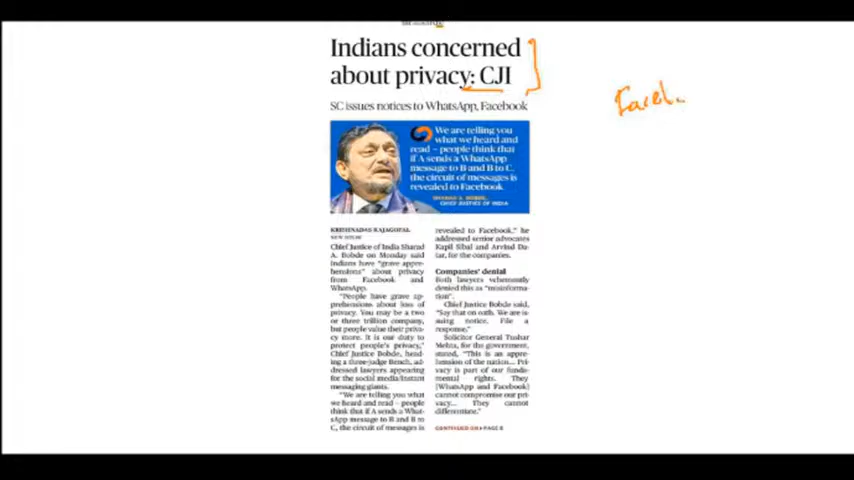 Indians concerned
about privacy: CJI
SC issues notices to WhatsApp, Facebook
We are telling you
what we heard and
read – people think that
if A sends a WhatsApp
message to B and B to C,
the circuit of messages is
revealed to Facebook.
SHARAD A. BOBDE,
CHIEF JUSTICE OF INDIA
KRISHNADAS RAJAGOPAL
NEW DELHI
Chief Justice of India Sharad
A. Bobde on Monday said
Indians have “grave appre-
hensions” about privacy
from Facebook and
WhatsApp.
“People have grave ap-
prehensions about loss of
privacy. You may be a two
or three trillion company,
but people value their priva-
cy more. It is our duty to
protect people's privacy,”
Chief Justice Bobde, head-
ing a three-judge Bench, ad-
dressed lawyers appearing
for the social media/instant
messaging giants.
“We are telling you what
we heard and read – people
think that if A sends a What-
sApp message to B and B to
C, the circuit of messages is
revealed to Facebook,” he
addressed senior advocates
Kapil Sibal and Arvind Da-
tar, for the companies.
Companies' denial
Both lawyers vehemently
denied this as “misinforma-
tion”.
Chief Justice Bobde said,
“Say that on oath. We are is-
suing notice. File a
response.”
Solicitor General Tushar
Mehta, for the government,
stated, “This is an appre-
hension of the nation... Pri-
vacy is part of our funda-
mental rights. They
[WhatsApp and Facebook]
cannot compromise our pri-
vacy... They cannot
differentiate.”
CONTINUED ON ▶ PAGE 8